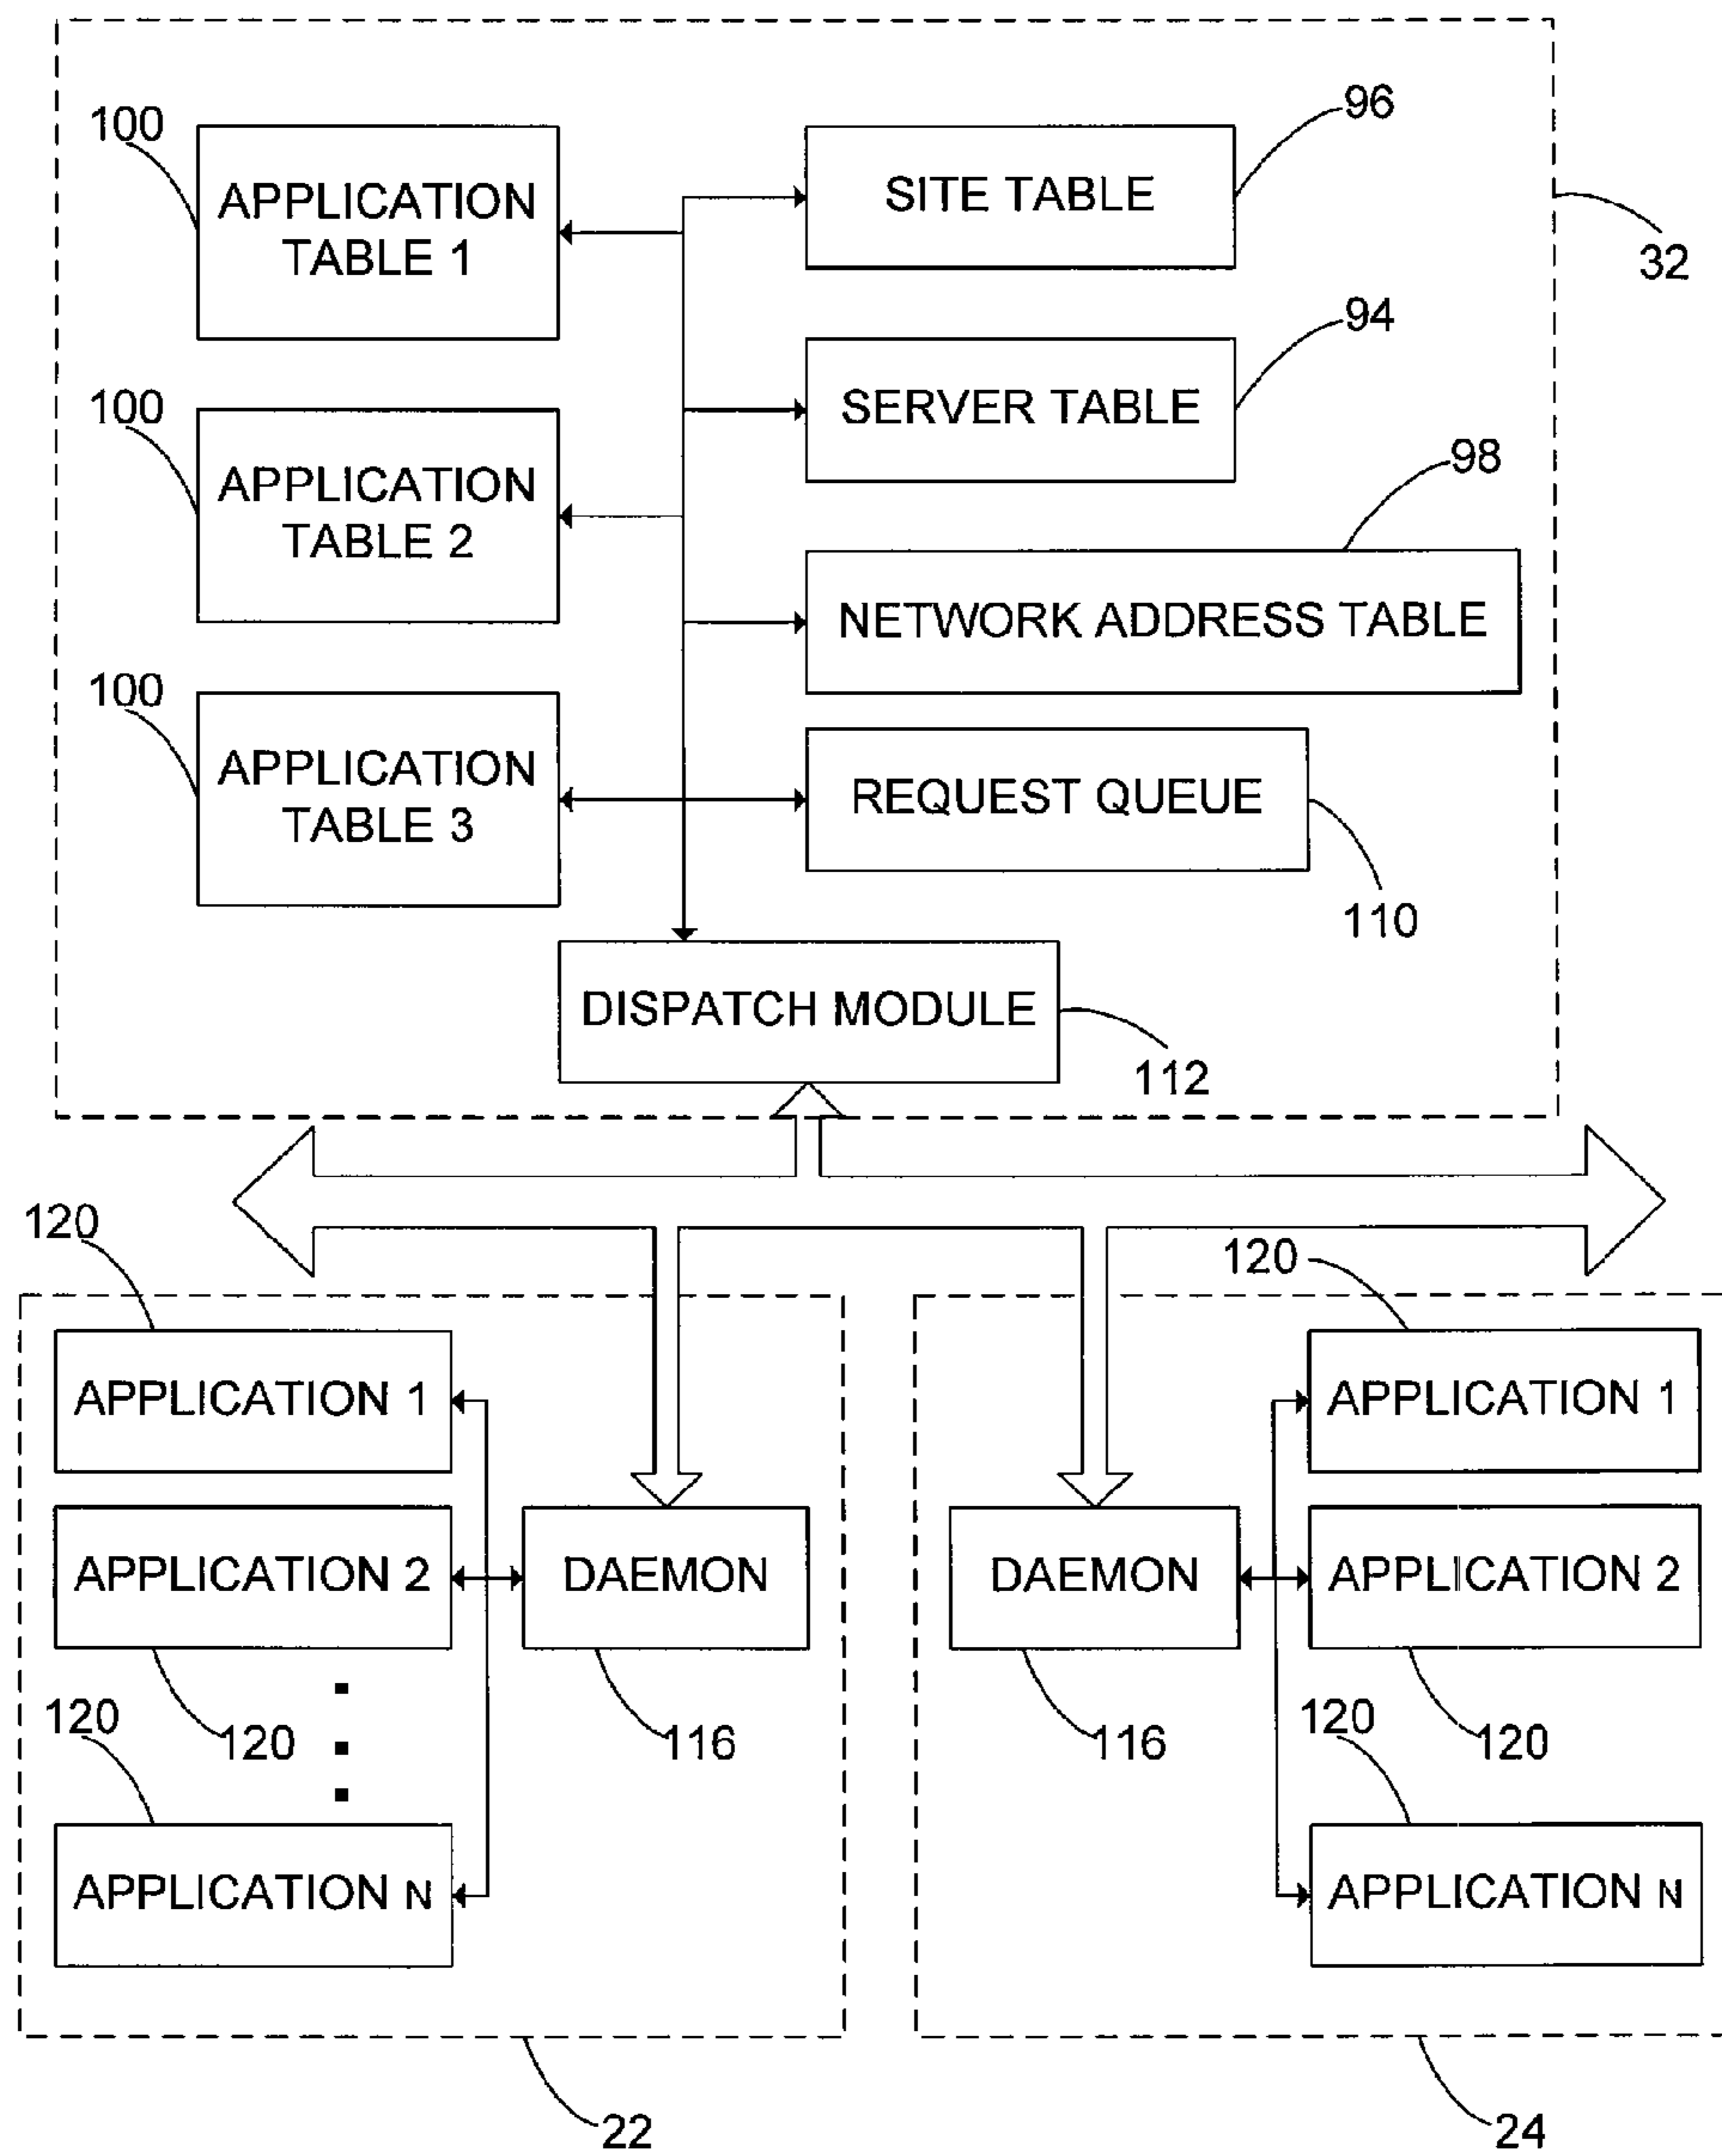 100
APPLICATION
TABLE 1
96
SITE TABLE
32
94
SERVER TABLE
100
APPLICATION
TABLE 2
98
NETWORK ADDRESS TABLE
100
APPLICATION
TABLE 3
REQUEST QUEUE
110
DISPATCH MODULE
112
120
APPLICATION 1
APPLICATION 2
DAEMON
120
120
116
APPLICATION N
22
120
APPLICATION 1
DAEMON
APPLICATION 2
116
120
120
APPLICATION N
24